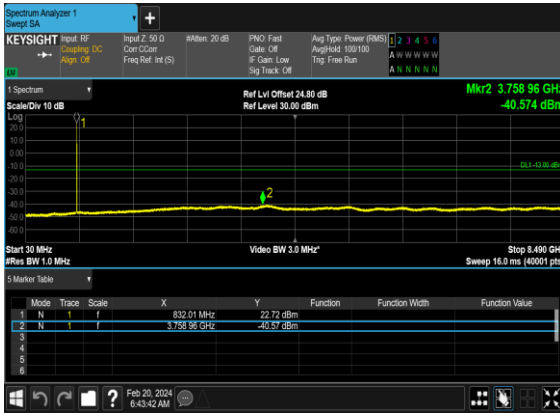 Spectrum Analyzer 1
Swept SA
+
KEYSIGHT
Input: RF
Coupling: DC
Align: Off
Input Z: 50 Ω
Corr CCorr
Freq Ref: Int (S)
#Atten: 20 dB
PNO: Fast
Gate: Off
IF Gain: Low
Sig Track: Off
Avg Type: Power (RMS)
Avg|Hold: 100/100
Trig: Free Run
1 2 3 4 5 6
A W W W W W
A N N N N N
1 Spectrum
Scale/Div 10 dB
Ref Lvl Offset 24.80 dB
Ref Level 30.00 dBm
Mkr2 3.758 96 GHz
-40.574 dBm
Log
20.0
10.0
0.00
-10.0
-20.0
-30.0
-40.0
-50.0
-60.0
1
2
DL1 -13.00 dBm
Start 30 MHz
#Res BW 1.0 MHz
Video BW 3.0 MHz*
Stop 8.490 GHz
Sweep 16.0 ms (40001 pts)
5 Marker Table
Mode Trace Scale X Y Function Function Width Function Value
1 N 1 f 832.01 MHz 22.72 dBm
2 N 1 f 3.758 96 GHz -40.57 dBm
3
4
5
6
?
Feb 20, 2024
6:43:42 AM